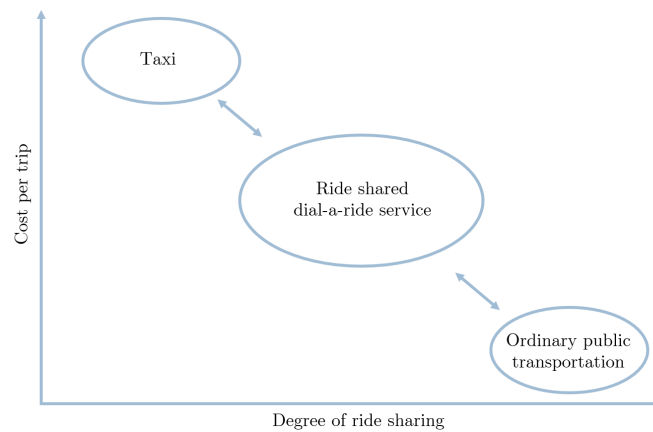 Taxi
Ride shared
dial-a-ride service
Cost per trip
Ordinary public
transportation
Degree of ride sharing